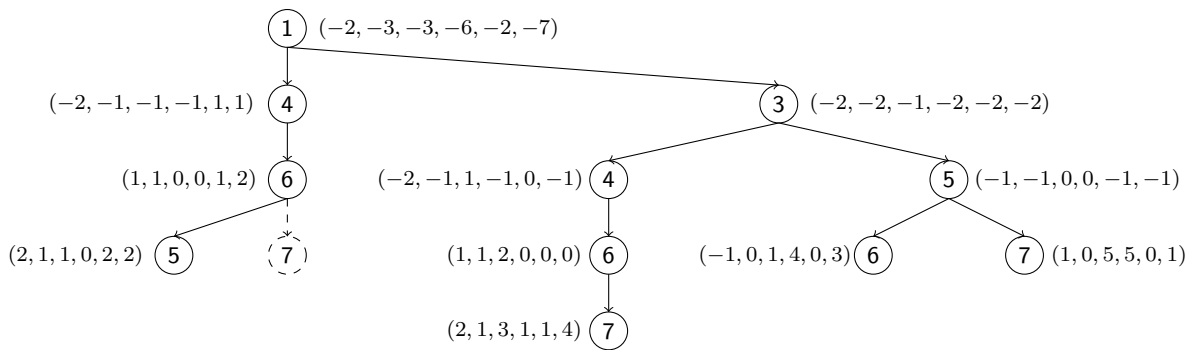 1 (−2, −3, −3, −6, −2, −7)
(−2, −1, −1, −1, 1, 1) 4 3 (−2, −2, −1, −2, −2, −2)
(1, 1, 0, 0, 1, 2) 6 (−2, −1, 1, −1, 0, −1) 4 5 (−1, −1, 0, 0, −1, −1)
(2, 1, 1, 0, 2, 2) 5 7 (1, 1, 2, 0, 0, 0) 6 (−1, 0, 1, 4, 0, 3) 6 7 (1, 0, 5, 5, 0, 1)
(2, 1, 3, 1, 1, 4) 7